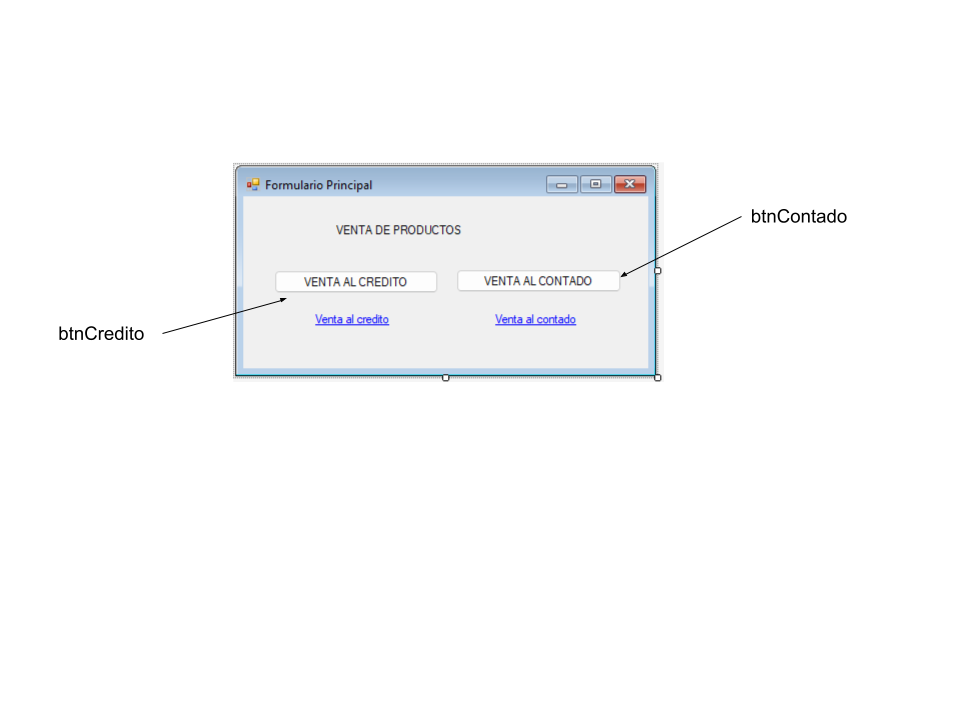 Formulario Principal
btnContado
VENTA DE PRODUCTOS
VENTA AL CREDITO
VENTA AL CONTADO
btnCredito
Venta al credito
Venta al contado